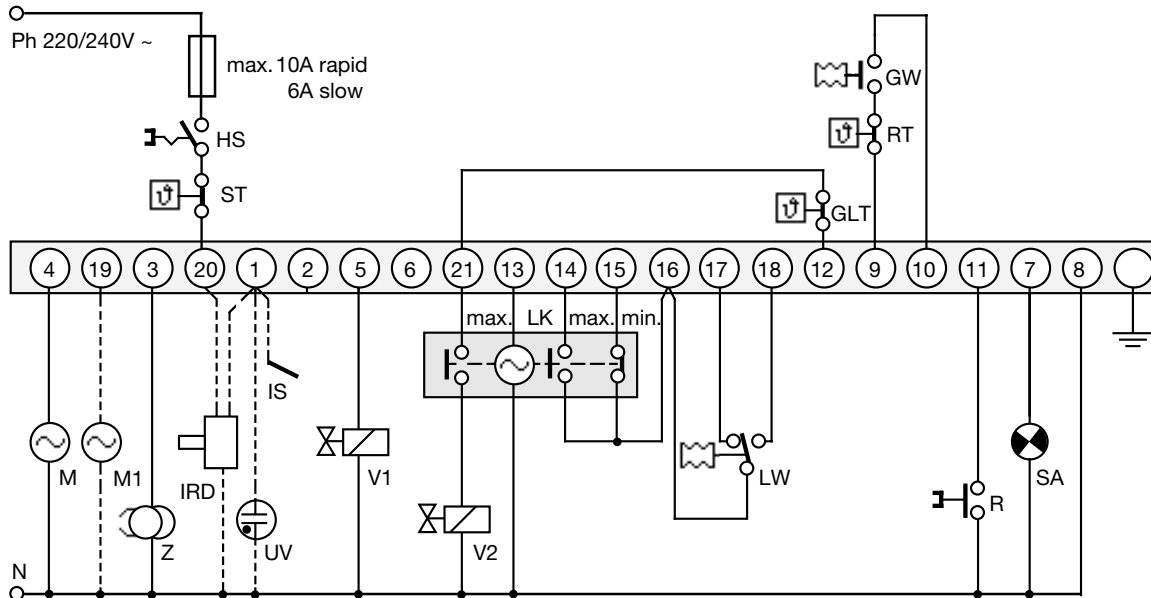 Ph 220/240V ~
max. 10A rapid
6A slow
HS
ST
GW
RT
GLT
ϑ
ϑ
ϑ
4 19 3 20 1 2 5 6 21 13 14 15 16 17 18 12 9 10 11 7 8
max. LK max. min.
IS
M
M1
IRD
Z
UV
V1
V2
LW
R
SA
N